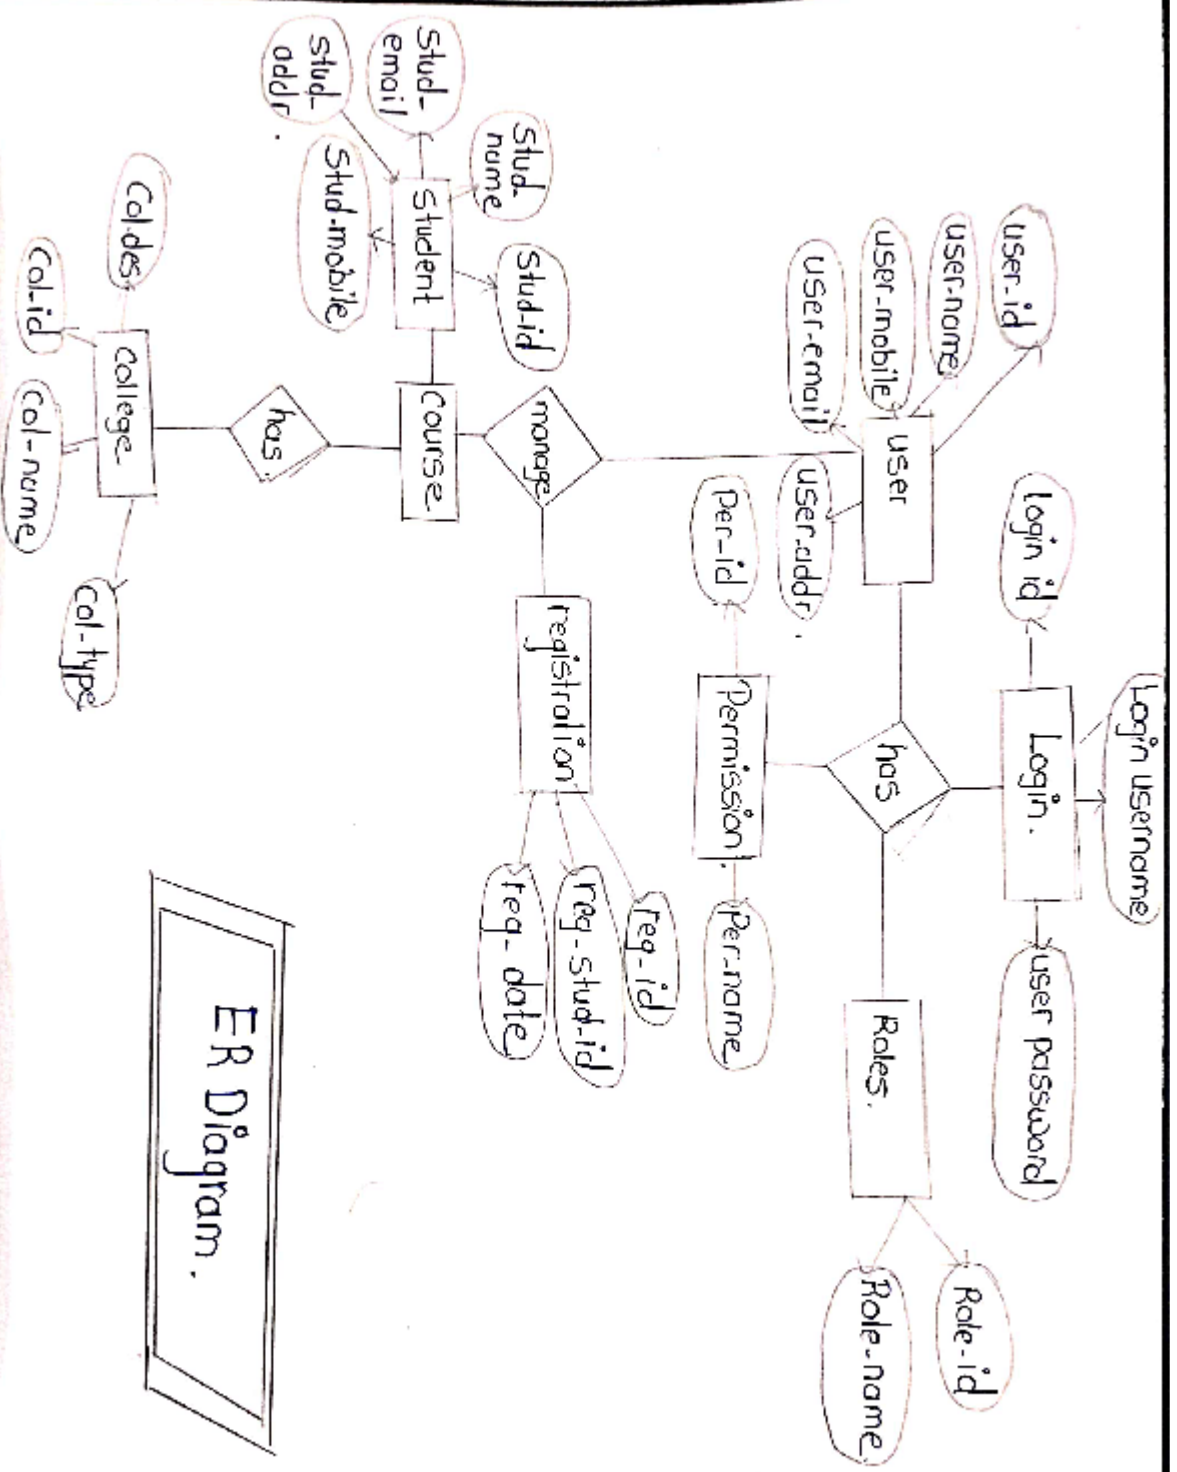 Login username
login id
Login.
user password
user_id
user-name
user-mobile
user-email
user
user-addr.
has
Roles.
Role-id
Role-name
Per-id
Permission.
Per-name
manage
registration
reg-id
reg-stud-id
reg-date
Stud-
name
Stud-
email
stud-
addr.
Student
Stud-id
Stud-mobile
Course
has.
Col-des
Col-id
College
Col-name
Col-type
ER Diagram.